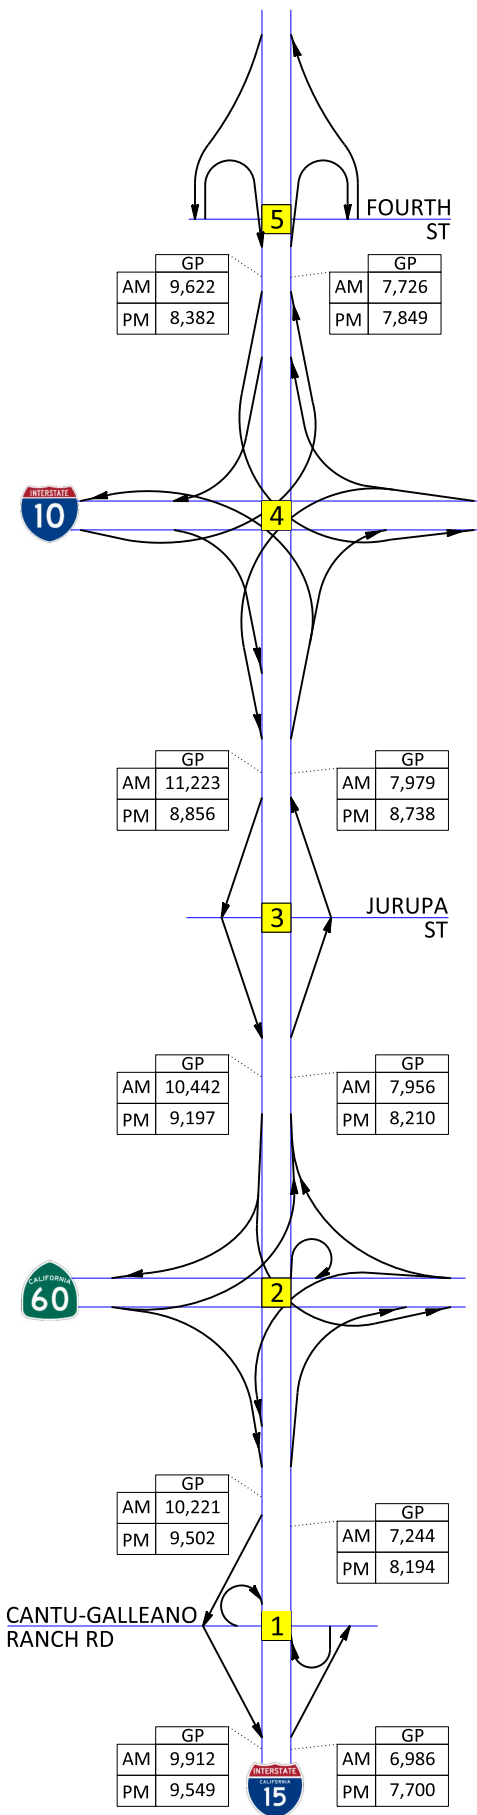 5
FOURTH
ST
GP
AM 9,622
PM 8,382
GP
AM 7,726
PM 7,849
INTERSTATE
10
4
GP
AM 11,223
PM 8,856
GP
AM 7,979
PM 8,738
3
JURUPA
ST
GP
AM 10,442
PM 9,197
GP
AM 7,956
PM 8,210
CALIFORNIA
60
2
GP
AM 10,221
PM 9,502
GP
AM 7,244
PM 8,194
CANTU-GALLEANO
RANCH RD
1
GP
AM 9,912
PM 9,549
GP
AM 6,986
PM 7,700
INTERSTATE
CALIFORNIA
15